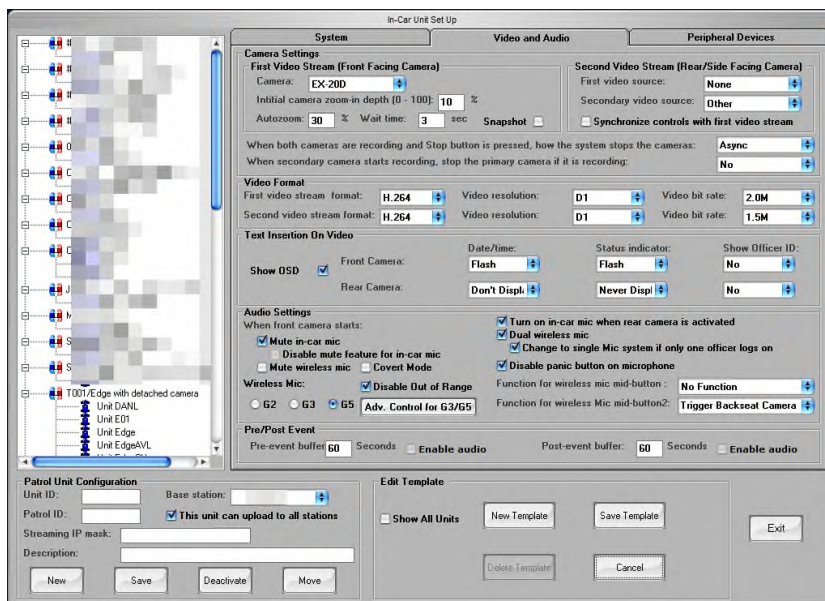 In-Car Unit Set Up
System
Video and Audio
Peripheral Devices
Camera Settings
First Video Stream (Front Facing Camera)
Camera: EX-20D
Intitial camera zoom-in depth (0 - 100): 10 %
Autozoom: 30 % Wait time: 3 sec Snapshot
Second Video Stream (Rear/Side Facing Camera)
First video source: None
Secondary video source: Other
Synchronize controls with first video stream
When both cameras are recording and Stop button is pressed, how the system stops the cameras: Async
When secondary camera starts recording, stop the primary camera if it is recording: No
Video Format
First video stream format: H.264 Video resolution: D1 Video bit rate: 2.0M
Second video stream format: H.264 Video resolution: D1 Video bit rate: 1.5M
Text Insertion On Video
Date/time: Status indicator: Show Officer ID:
Show OSD
Front Camera: Flash Flash No
Rear Camera: Don't Displ Never Displ No
Audio Settings
When front camera starts:
Mute in-car mic
Disable mute feature for in-car mic
Mute wireless mic Covert Mode
Wireless Mic: Disable Out of Range
G2 G3 G5 Adv. Control for G3/G5
Turn on in-car mic when rear camera is activated
Dual wireless mic
Change to single Mic system if only one officer logs on
Disable panic button on microphone
Function for wireless mic mid-button : No Function
Function for wireless Mic mid-button2: Trigger Backseat Camera
Pre/Post Event
Pre-event buffer 60 Seconds Enable audio Post-event buffer: 60 Seconds Enable audio
T001/Edge with detached camera
Unit DANL
Unit E01
Unit Edge
Unit EdgeAVL
Patrol Unit Configuration
Unit ID: Base station:
Patrol ID: This unit can upload to all stations
Streaming IP mask:
Description:
New Save Deactivate Move
Edit Template
Show All Units
New Template Save Template
Delete Template Cancel
Exit